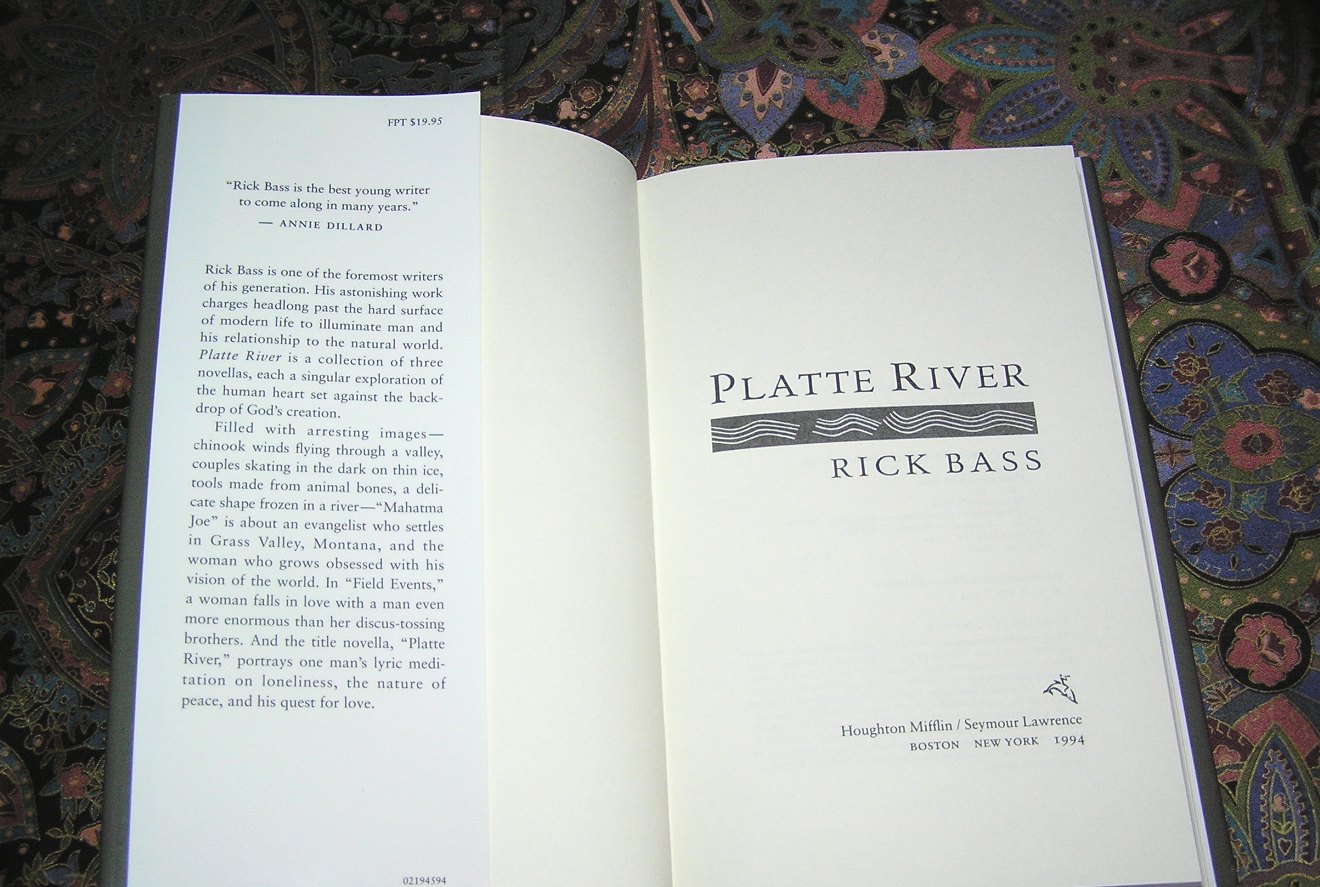 FPT $19.95
“Rick Bass is the best young writer
to come along in many years.”
— ANNIE DILLARD
Rick Bass is one of the foremost writers
of his generation. His astonishing work
charges headlong past the hard surface
of modern life to illuminate man and
his relationship to the natural world.
Platte River is a collection of three
novellas, each a singular exploration of
the human heart set against the back-
drop of God’s creation.
Filled with arresting images—
chinook winds flying through a valley,
couples skating in the dark on thin ice,
tools made from animal bones, a deli-
cate shape frozen in a river—“Mahatma
Joe” is about an evangelist who settles
in Grass Valley, Montana, and the
woman who grows obsessed with his
vision of the world. In “Field Events,”
a woman falls in love with a man even
more enormous than her discus-tossing
brothers. And the title novella, “Platte
River,” portrays one man’s lyric medi-
tation on loneliness, the nature of
peace, and his quest for love.
02194594
PLATTE RIVER
RICK BASS
Houghton Mifflin / Seymour Lawrence
BOSTON NEW YORK 1994